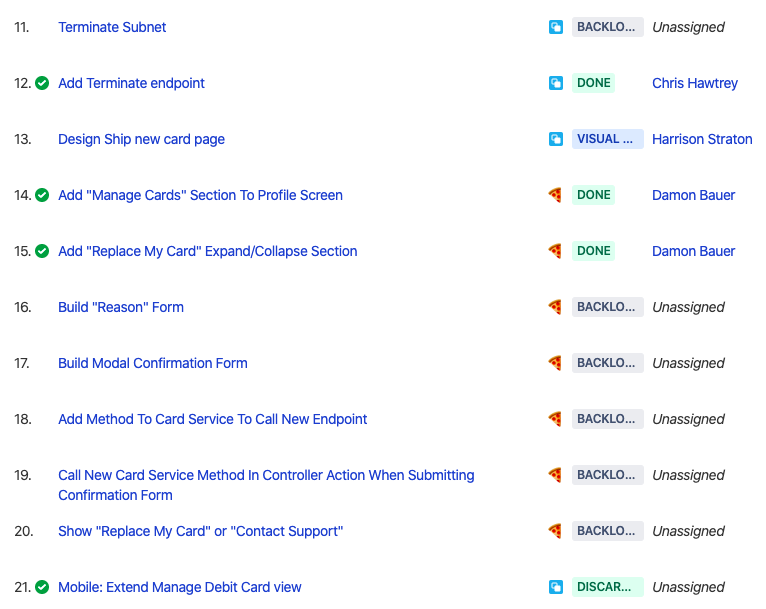 11. Terminate Subnet BACKLO... Unassigned
12. Add Terminate endpoint DONE Chris Hawtrey
13. Design Ship new card page VISUAL ... Harrison Straton
14. Add "Manage Cards" Section To Profile Screen DONE Damon Bauer
15. Add "Replace My Card" Expand/Collapse Section DONE Damon Bauer
16. Build "Reason" Form BACKLO... Unassigned
17. Build Modal Confirmation Form BACKLO... Unassigned
18. Add Method To Card Service To Call New Endpoint BACKLO... Unassigned
19. Call New Card Service Method In Controller Action When Submitting BACKLO... Unassigned
Confirmation Form
20. Show "Replace My Card" or "Contact Support" BACKLO... Unassigned
21. Mobile: Extend Manage Debit Card view DISCAR... Unassigned